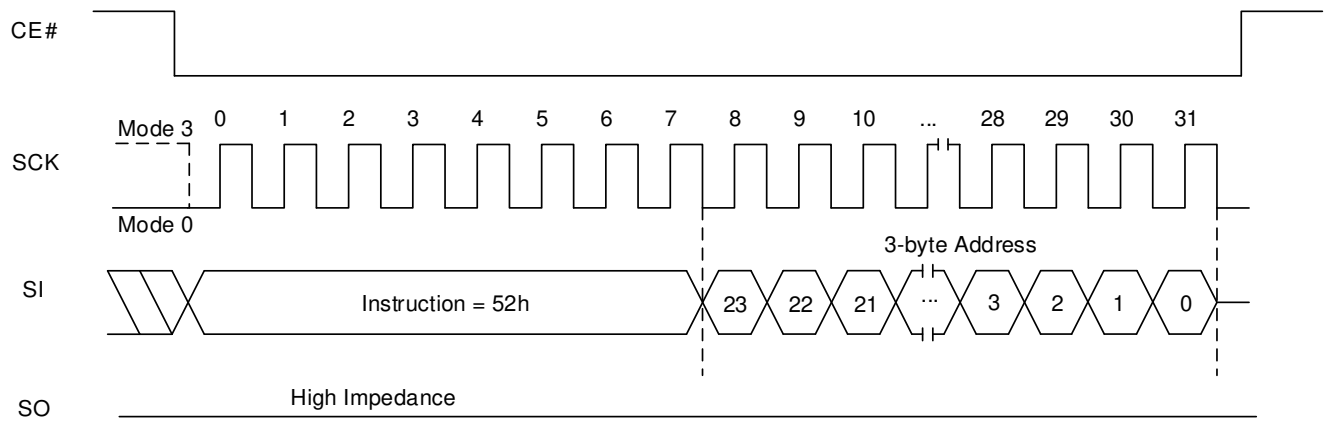 CE#
Mode 3 0 1 2 3 4 5 6 7 8 9 10 ... 28 29 30 31
SCK
Mode 0
3-byte Address
SI Instruction = 52h 23 22 21 ... 3 2 1 0
High Impedance
SO